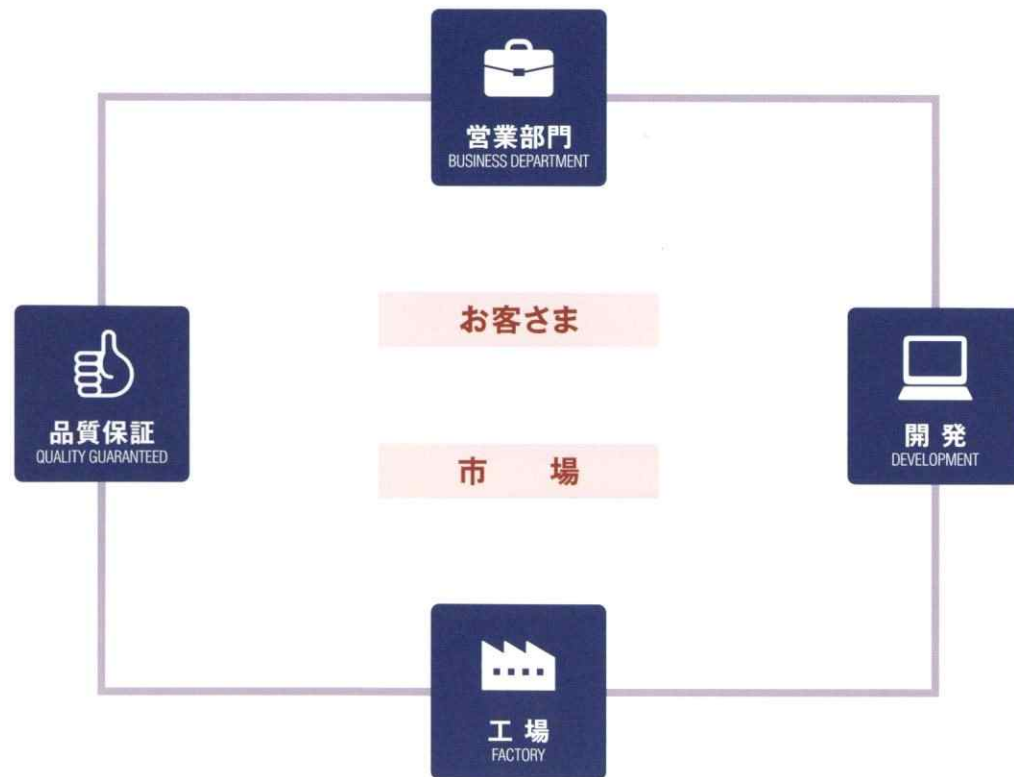 営業部門
BUSINESS DEPARTMENT
お客さま
品質保証
QUALITY GUARANTEED
開 発
DEVELOPMENT
市 場
工 場
FACTORY